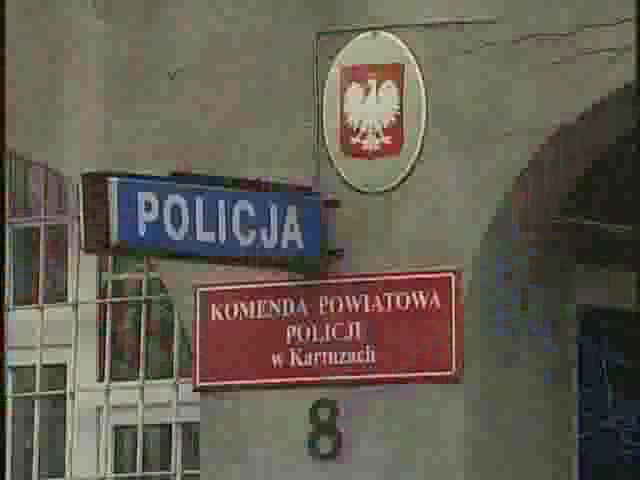 POLICJA
KOMENDA POWIATOWA
POLICJI
w Kartuzach
8